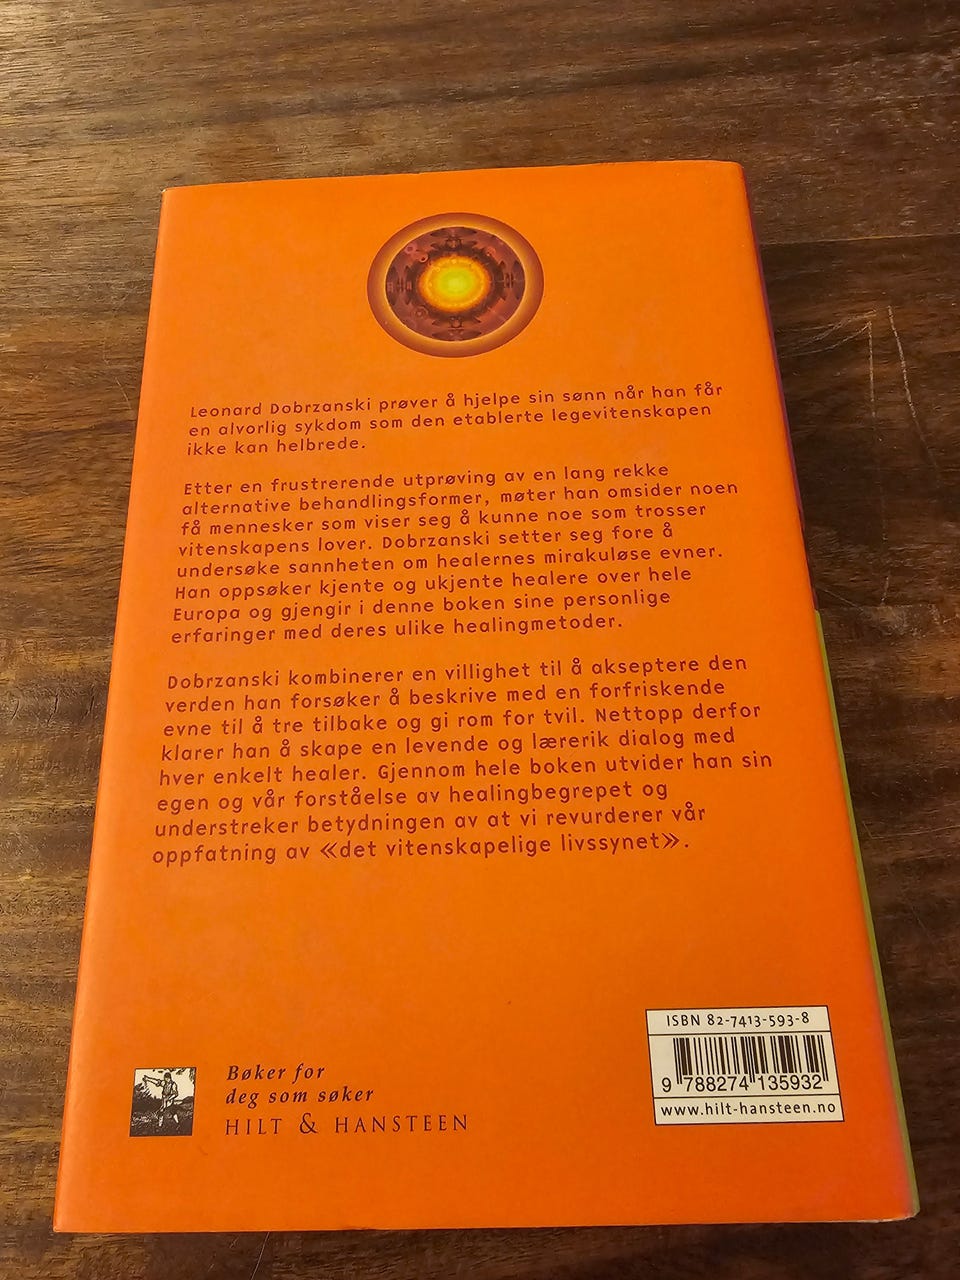 Leonard Dobrzanski prøver å hjelpe sin sønn når han får
en alvorlig sykdom som den etablerte legevitenskapen
ikke kan helbrede.
Etter en frustrerende utprøving av en lang rekke
alternative behandlingsformer, møter han omsider noen
få mennesker som viser seg å kunne noe som trosser
vitenskapens lover. Dobrzanski setter seg fore å
undersøke sannheten om healernes mirakuløse evner.
Han oppsøker kjente og ukjente healere over hele
Europa og gjengir i denne boken sine personlige
erfaringer med deres ulike healingmetoder.
Dobrzanski kombinerer en villighet til å akseptere den
verden han forsøker å beskrive med en forfriskende
evne til å tre tilbake og gi rom for tvil. Nettopp derfor
klarer han å skape en levende og lærerik dialog med
hver enkelt healer. Gjennom hele boken utvider han sin
egen og vår forståelse av healingbegrepet og
understreker betydningen av at vi revurderer vår
oppfatning av «det vitenskapelige livssynet».
Bøker for
deg som søker
HILT & HANSTEEN
ISBN 82-7413-593-8
9 788274 135932
www.hilt-hansteen.no